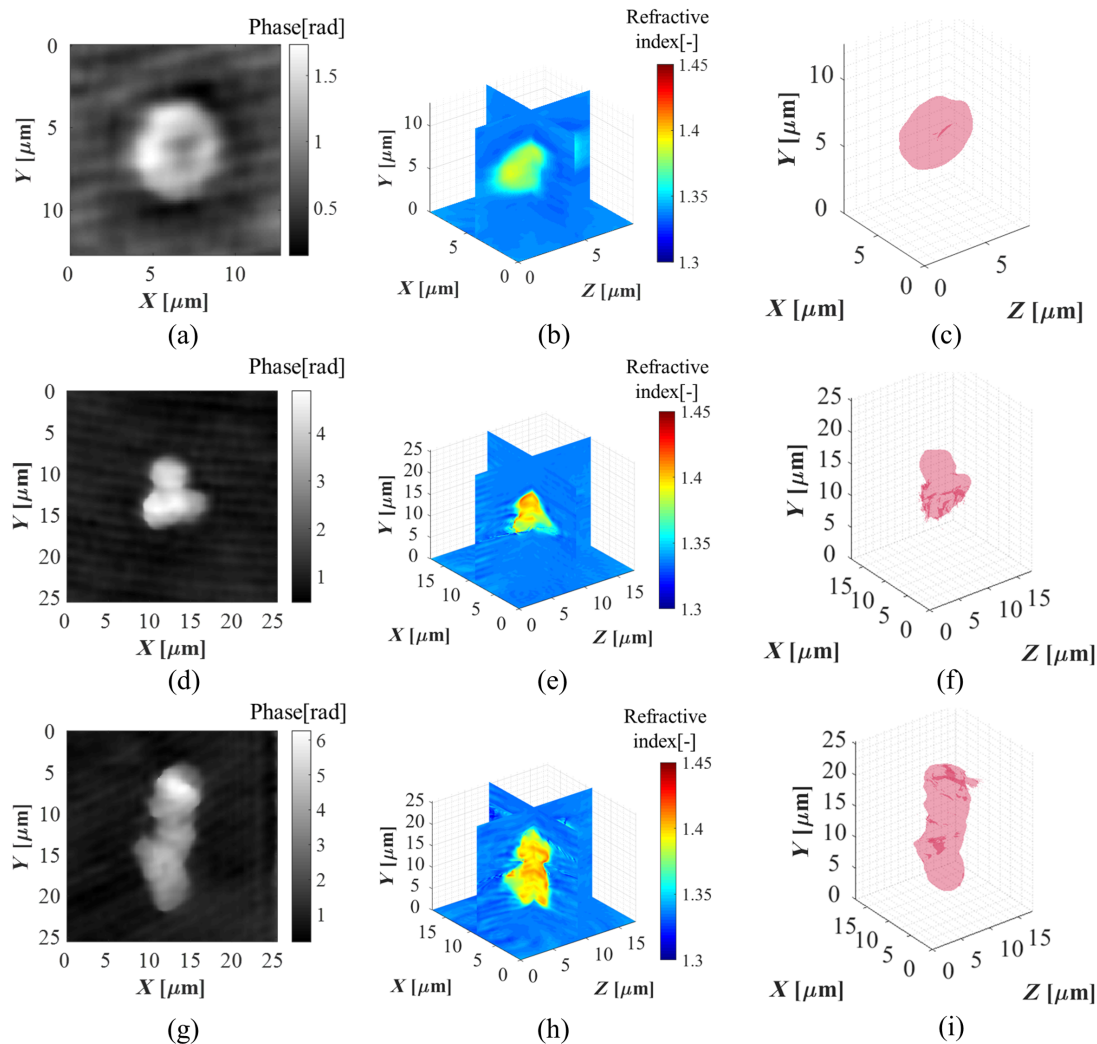 Phase[rad]
0
5
10
Y [μm]
0
5
10
X [μm]
1.5
1
0.5
(a)
Refractive
index[-]
1.45
1.4
1.35
1.3
10
5
0
Y [μm]
5
0
X [μm]
0
5
Z [μm]
(b)
10
5
0
Y [μm]
5
0
X [μm]
0
5
Z [μm]
(c)
Phase[rad]
0
5
10
15
20
25
Y [μm]
0 5 10 15 20 25
X [μm]
4
3
2
1
(d)
Refractive
index[-]
1.45
1.4
1.35
1.3
25
20
15
10
5
0
Y [μm]
15
10
5
0
X [μm]
0
5
10
15
Z [μm]
(e)
25
20
15
10
5
0
Y [μm]
15
10
5
0
X [μm]
0
5
10
15
Z [μm]
(f)
Phase[rad]
0
5
10
15
20
25
Y [μm]
0 5 10 15 20 25
X [μm]
6
5
4
3
2
1
(g)
Refractive
index[-]
1.45
1.4
1.35
1.3
25
20
15
10
5
0
Y [μm]
15
10
5
0
X [μm]
0
5
10
15
Z [μm]
(h)
25
20
15
10
5
0
Y [μm]
15
10
5
0
X [μm]
0
5
10
15
Z [μm]
(i)